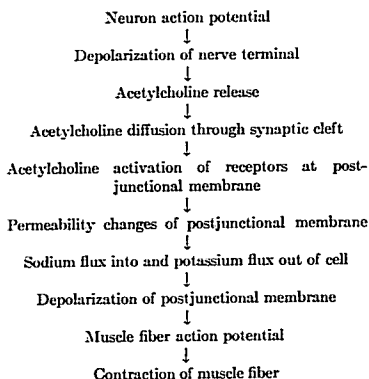 Neuron action potential
↓
Depolarization of nerve terminal
↓
Acetylcholine release
↓
Acetylcholine diffusion through synaptic cleft
↓
Acetylcholine activation of receptors at post-
junctional membrane
↓
Permeability changes of postjunctional membrane
↓
Sodium flux into and potassium flux out of cell
↓
Depolarization of postjunctional membrane
↓
Muscle fiber action potential
↓
Contraction of muscle fiber